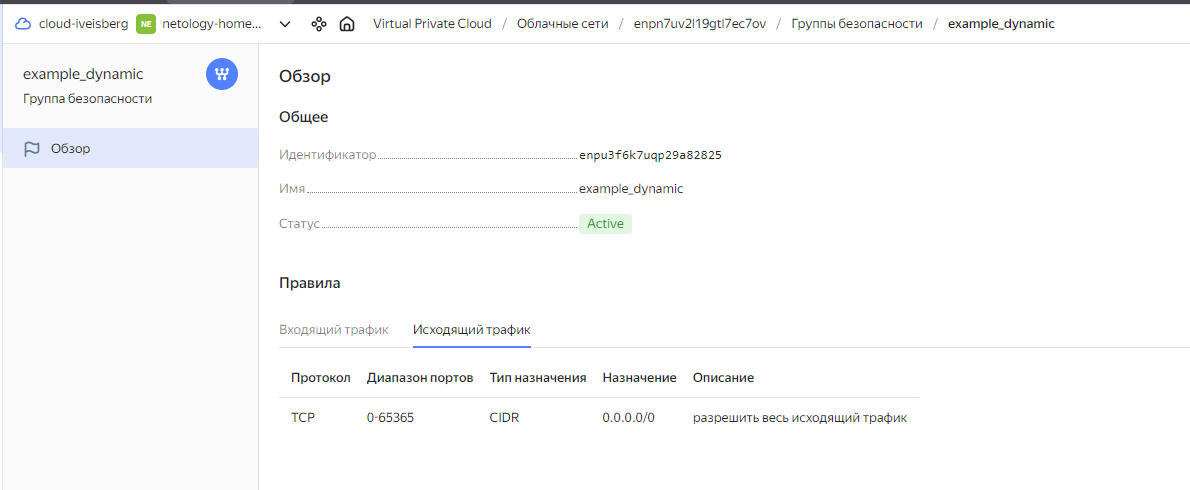 cloud-iveisberg NE netology-home... Virtual Private Cloud / Облачные сети / enpn7uv2l19gtl7ec7ov / Группы безопасности / example_dynamic
example_dynamic
Группа безопасности
Обзор
Обзор
Общее
Идентификатор enpu3f6k7uqp29a82825
Имя example_dynamic
Статус Active
Правила
Входящий трафик Исходящий трафик
Протокол Диапазон портов Тип назначения Назначение Описание
TCP 0-65365 CIDR 0.0.0.0/0 разрешить весь исходящий трафик